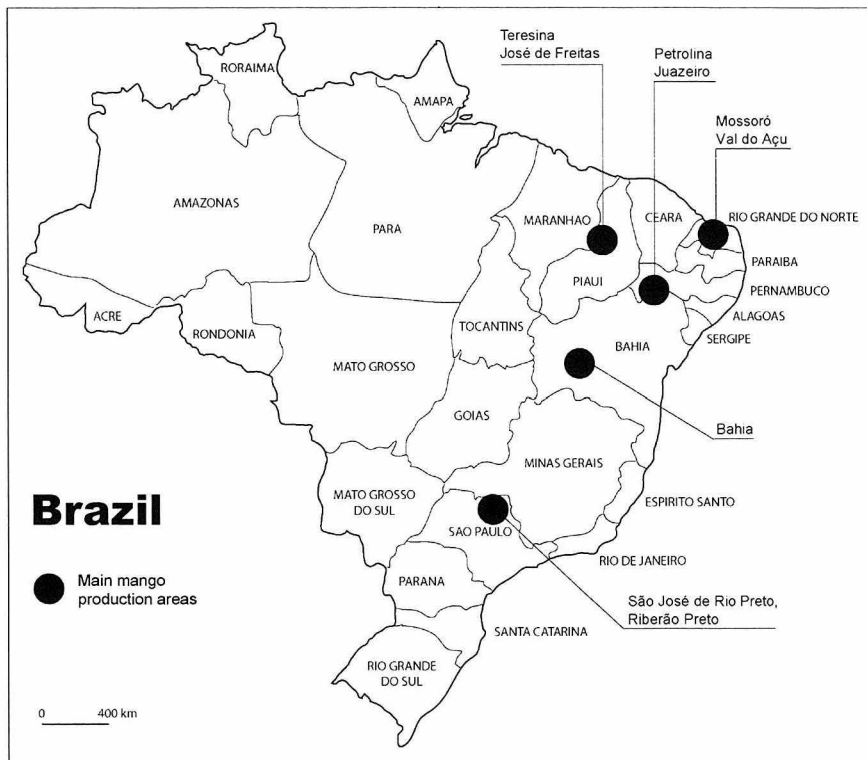 Teresina
José de Freitas
Petrolina
Juazeiro
Mossoró
Val do Açu
RORAIMA
AMAPA
AMAZONAS
PARA
MARANHAO
CEARA
RIO GRANDE DO NORTE
PARAIBA
PIAUI
PERNAMBUCO
ACRE
RONDONIA
TOCANTINS
ALAGOAS
SERGIPE
BAHIA
MATO GROSSO
GOIAS
Bahia
MINAS GERAIS
MATO GROSSO
DO SUL
ESPIRITO SANTO
SAO PAULO
RIO DE JANEIRO
Brazil
Main mango
production areas
PARANA
São José de Rio Preto,
Riberão Preto
SANTA CATARINA
RIO GRANDE
DO SUL
0 400 km